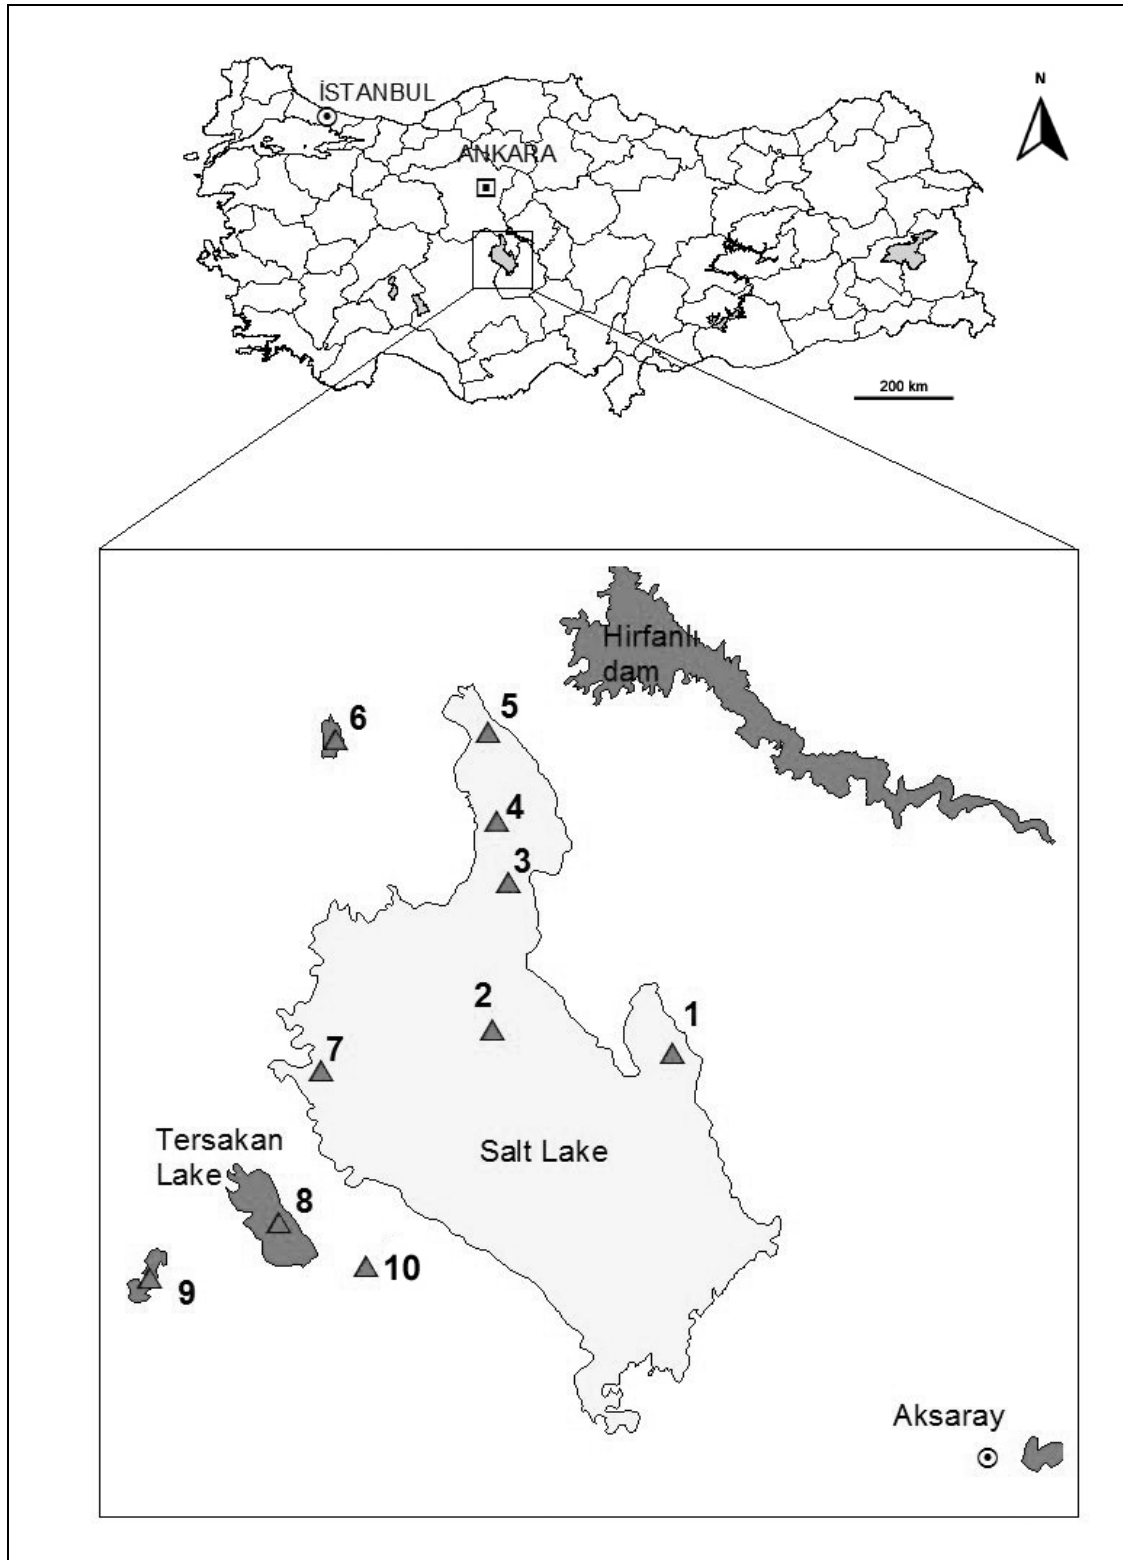 İSTANBUL
N
ANKARA
200 km
Hirfanlı
dam
5
6
4
3
2
1
7
Tersakan
Lake
Salt Lake
8
10
9
Aksaray